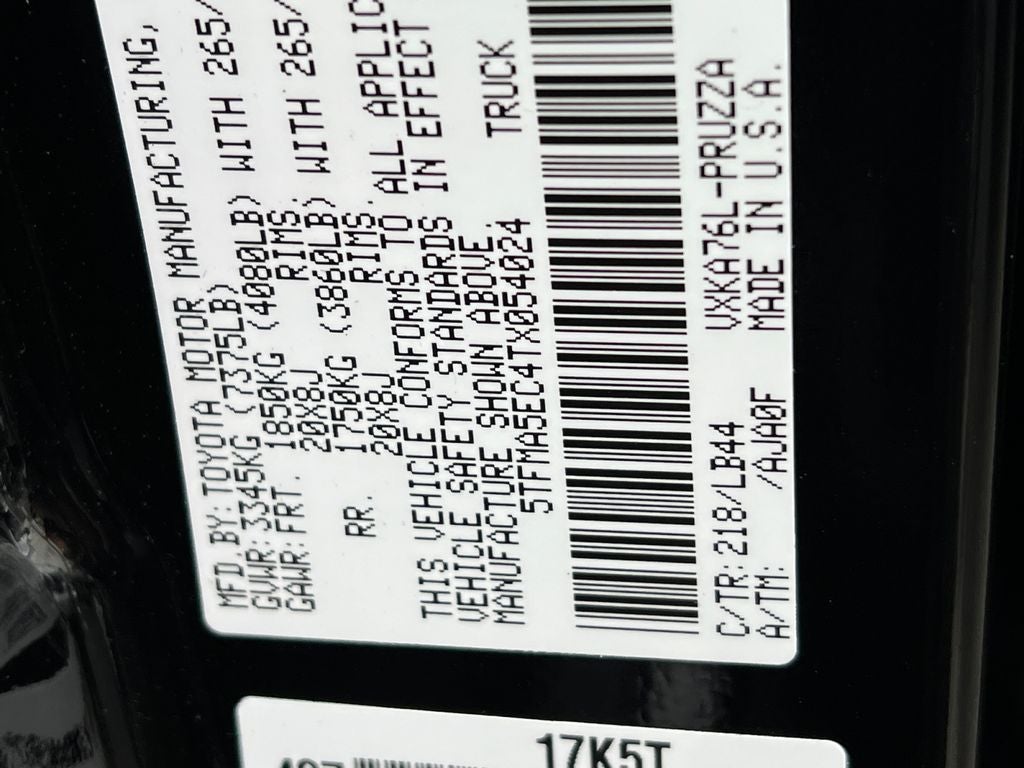 MFD.BY:TOYOTA MOTOR MANUFACTURING,
GVWR:3345KG (7375LB)
GAWR:FRT. 1850KG (4080LB) WITH 265/
20X8J RIMS,
RR. 1750KG (3860LB) WITH 265/
20X8J RIMS.
THIS VEHICLE CONFORMS TO ALL APPLIC
VEHICLE SAFETY STANDARDS IN EFFECT
MANUFACTURE SHOWN ABOVE.
5TFMA5EC4TX054024 TRUCK
C/TR:218/LB44 VXKA76L-PRUZZA
A/TM: /AJA0F MADE IN U.S.A.
17K5T